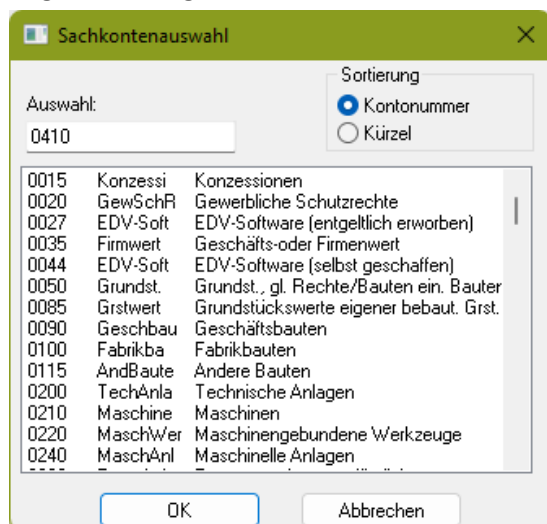 Sachkontenauswahl
Sortierung
Auswahl:
Kontonummer
0410
Kürzel
0015 Konzessi Konzessionen
0020 GewSchR Gewerbliche Schutzrechte
0027 EDV-Soft EDV-Software (entgeltlich erworben)
0035 Firmwert Geschäfts-oder Firmenwert
0044 EDV-Soft EDV-Software (selbst geschaffen)
0050 Grundst. Grundst., gl. Rechte/Bauten ein. Bauter
0085 Grstwert Grundstückswerte eigener bebaut. Grst.
0090 Geschbau Geschäftsbauten
0100 Fabrikba Fabrikbauten
0115 AndBaute Andere Bauten
0200 TechAnla Technische Anlagen
0210 Maschine Maschinen
0220 MaschWer Maschinengebundene Werkzeuge
0240 MaschAnl Maschinelle Anlagen
OK Abbrechen